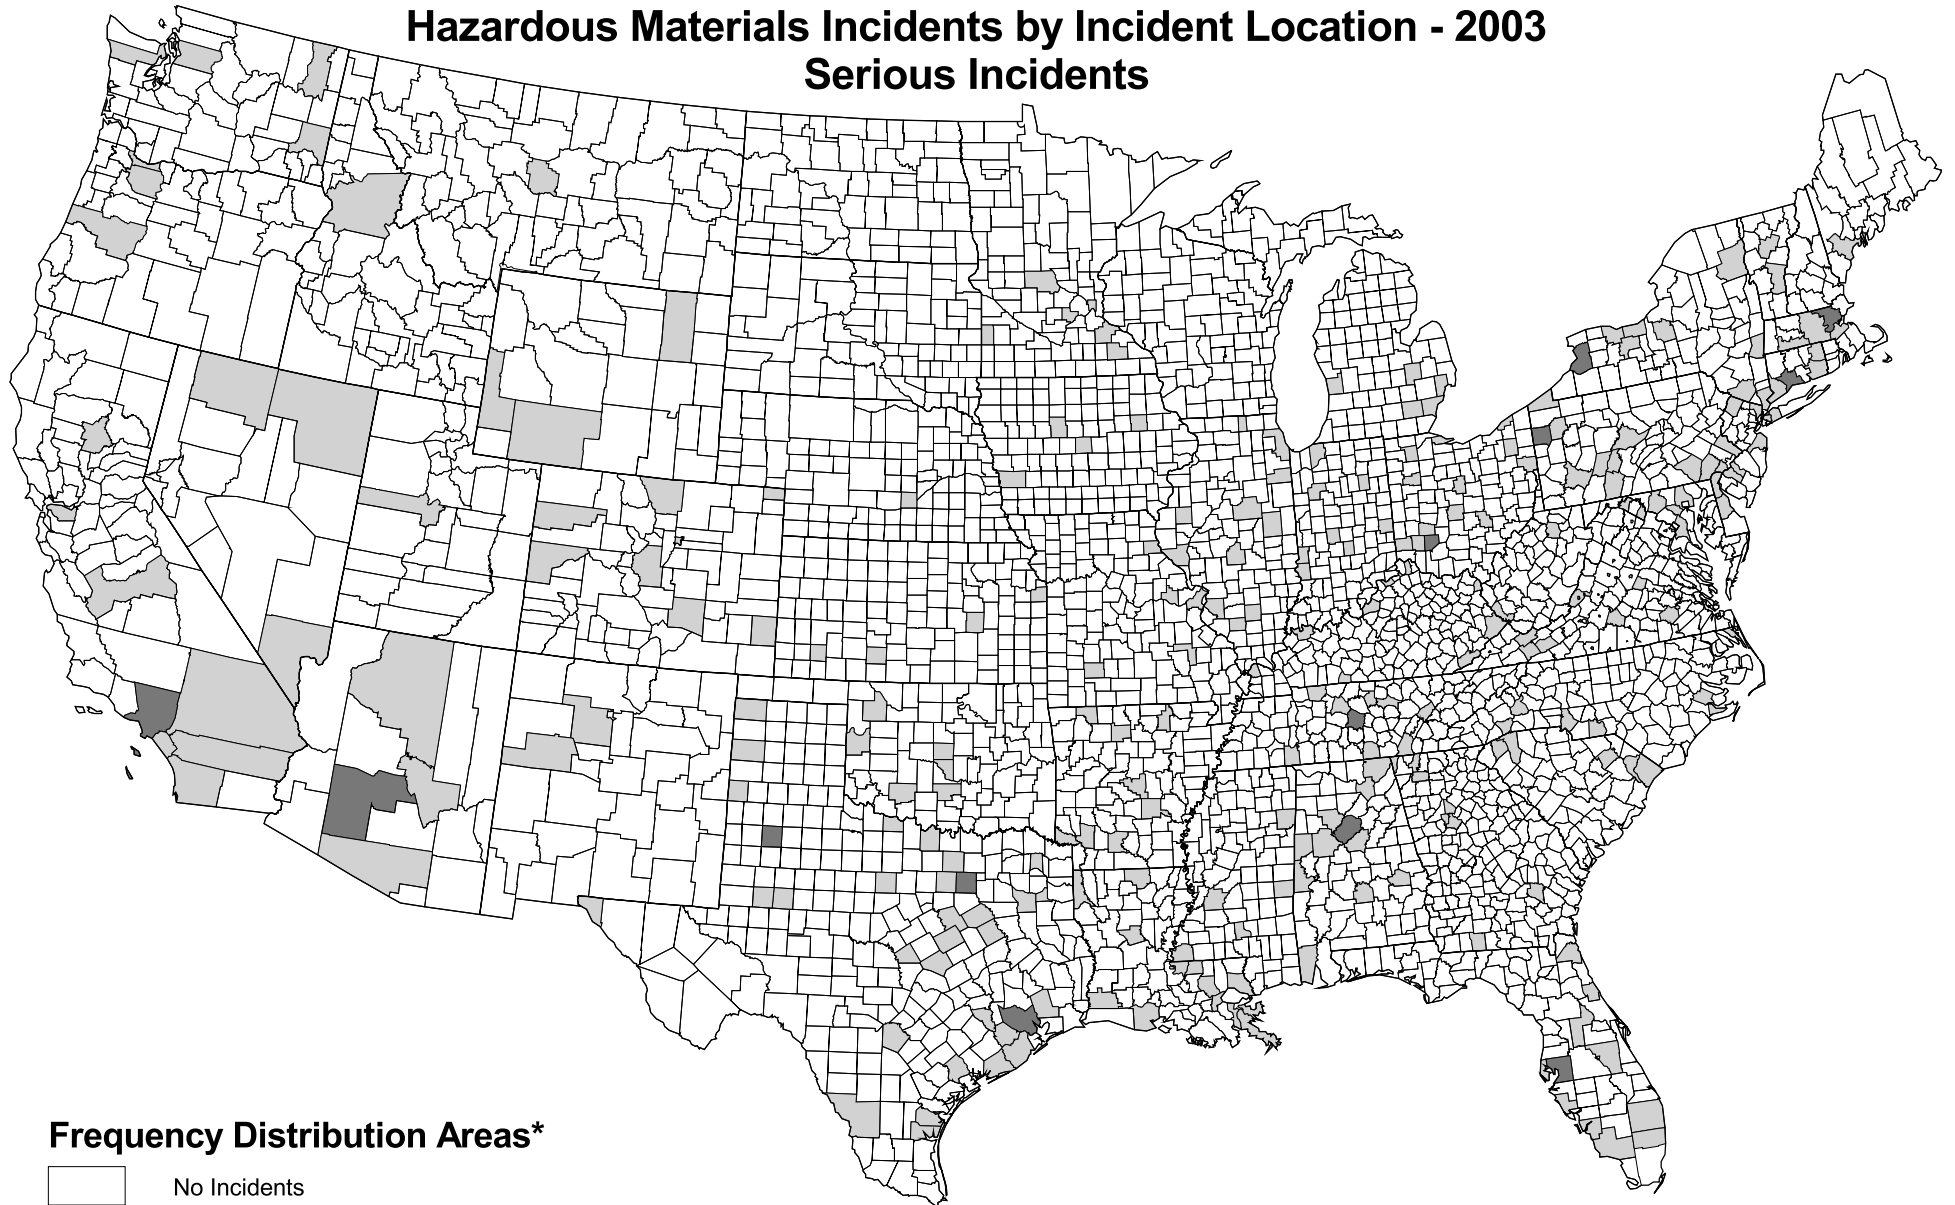 Hazardous Materials Incidents by Incident Location - 2003
Serious Incidents
Frequency Distribution Areas*
No Incidents